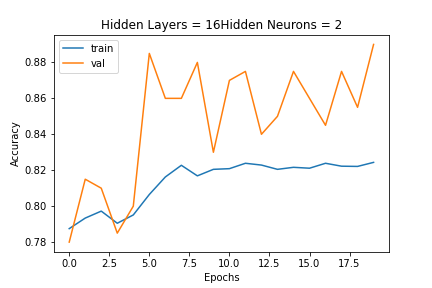 Hidden Layers = 16Hidden Neurons = 2
train
val
0.88
0.86
0.84
0.82
0.80
0.78
Accuracy
0.0 2.5 5.0 7.5 10.0 12.5 15.0 17.5
Epochs